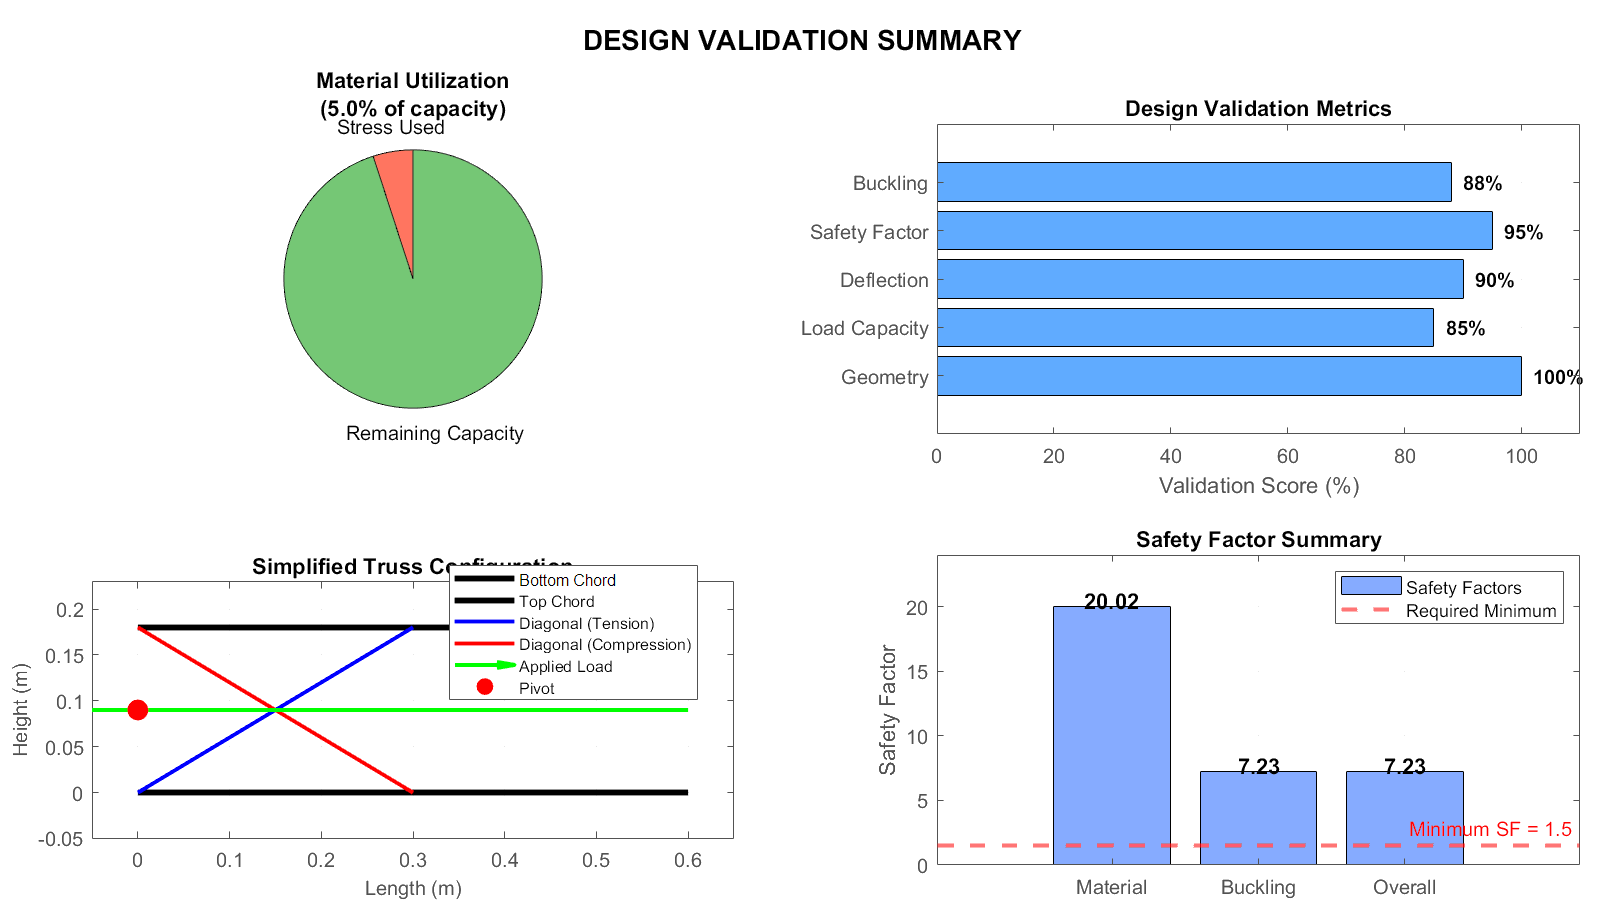 DESIGN VALIDATION SUMMARY
Material Utilization
(5.0% of capacity)
Stress Used
Remaining Capacity
Design Validation Metrics
Buckling
88%
Safety Factor
95%
Deflection
90%
Load Capacity
85%
Geometry
100%
0 20 40 60 80 100
Validation Score (%)
Simplified Truss Configuration
Bottom Chord
Top Chord
Diagonal (Tension)
Diagonal (Compression)
Applied Load
Pivot
Height (m)
0.2
0.15
0.1
0.05
0
-0.05
0 0.1 0.2 0.3 0.4 0.5 0.6
Length (m)
Safety Factor Summary
Safety Factors
Required Minimum
Safety Factor
20
15
10
5
0
20.02
7.23
7.23
Minimum SF = 1.5
Material Buckling Overall